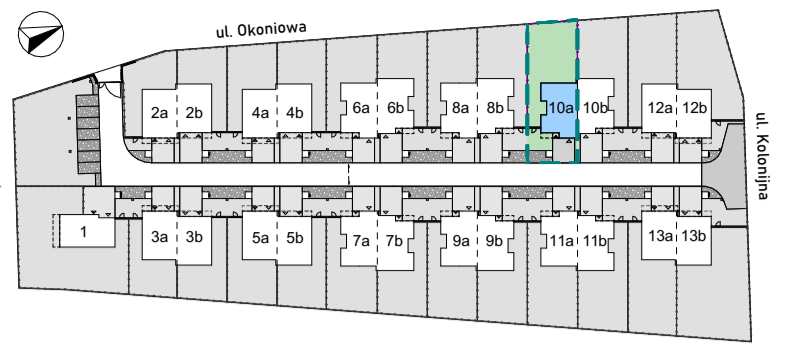 ul. Okoniowa
2a 2b 4a 4b 6a 6b 8a 8b 10a 10b 12a 12b
ul. Kolonijna
1 3a 3b 5a 5b 7a 7b 9a 9b 11a 11b 13a 13b